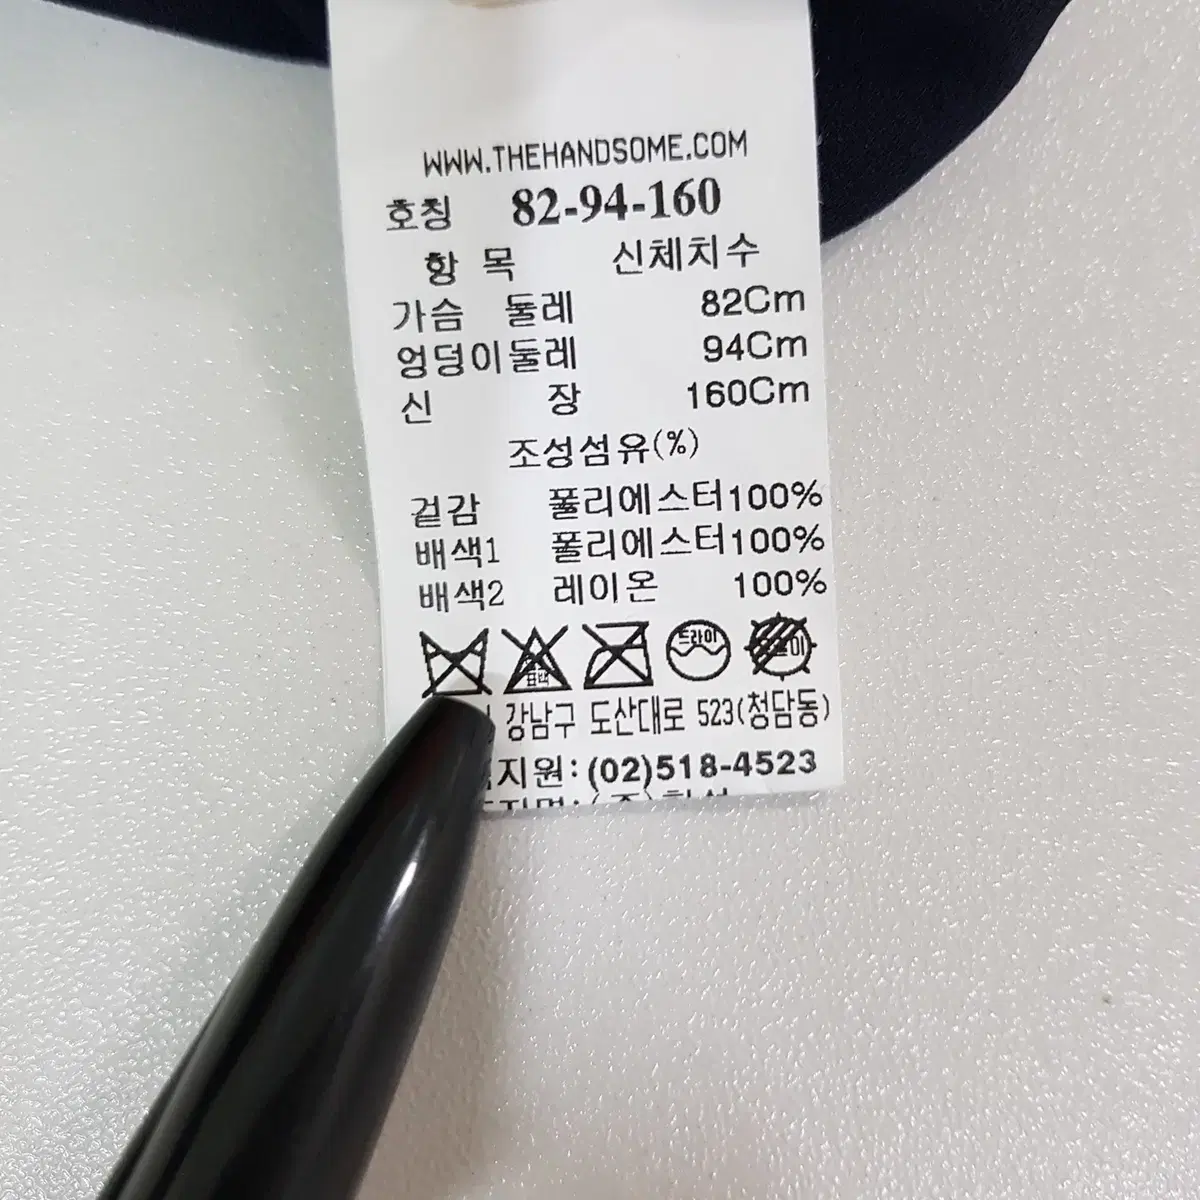 WWW.THEHANDSOME.COM
호칭 82-94-160
항 목 신체치수
가슴 둘레 82Cm
엉덩이둘레 94Cm
신 장 160Cm
조성섬유(%)
겉감 폴리에스터100%
배색1 폴리에스터100%
배색2 레이온 100%
표백 드라이
강남구 도산대로 523(청담동)
지원:(02)518-4523